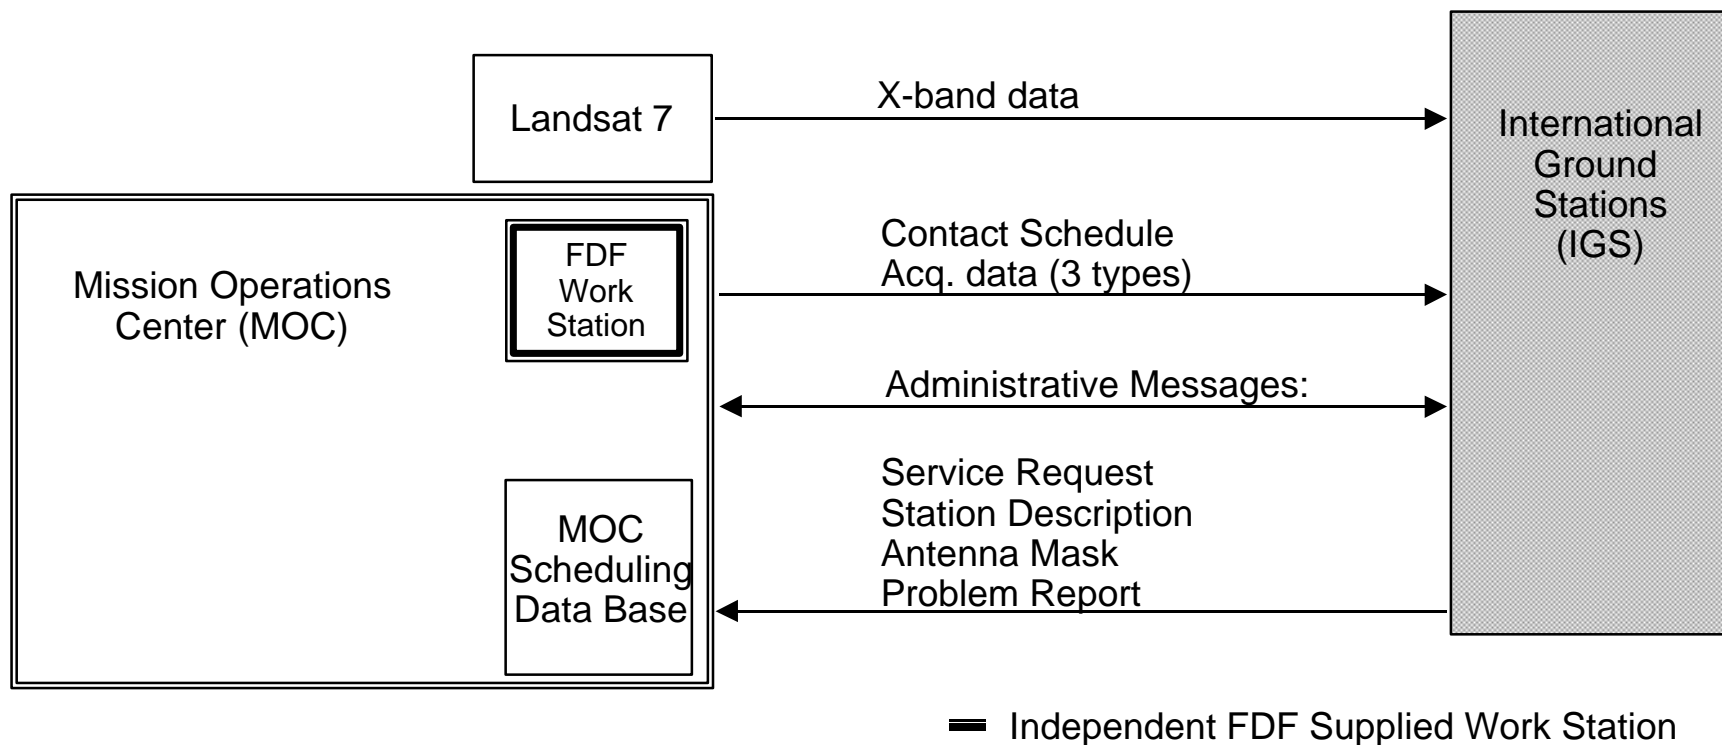 Landsat 7
X-band data
International
Ground
Stations
(IGS)
Mission Operations
Center (MOC)
FDF
Work
Station
Contact Schedule
Acq. data (3 types)
Administrative Messages:
MOC
Scheduling
Data Base
Service Request
Station Description
Antenna Mask
Problem Report
Independent FDF Supplied Work Station